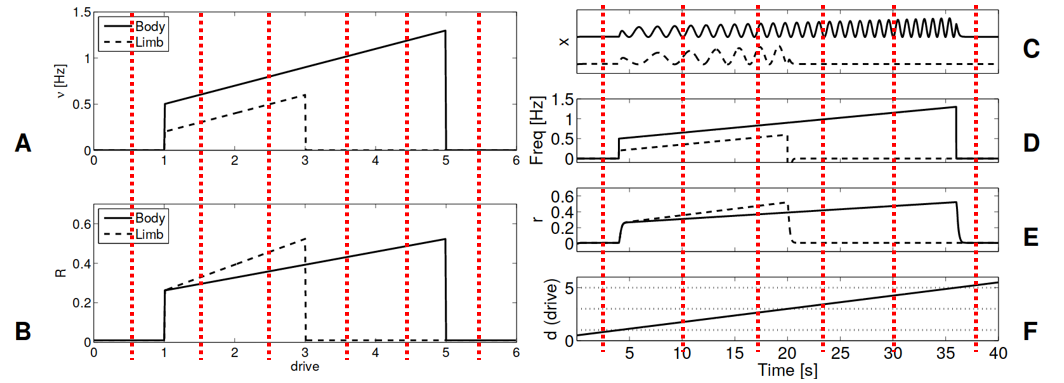 A
ν [Hz]
1.5
1
0.5
0
Body
Limb
0 1 2 3 4 5 6
B
R
0.6
0.4
0.2
0
Body
Limb
0 1 2 3 4 5 6
drive
x
C
Freq [Hz]
1.5
1
0.5
0
D
r
0.6
0.4
0.2
0
E
d (drive)
5
F
5 10 15 20 25 30 35 40
Time [s]